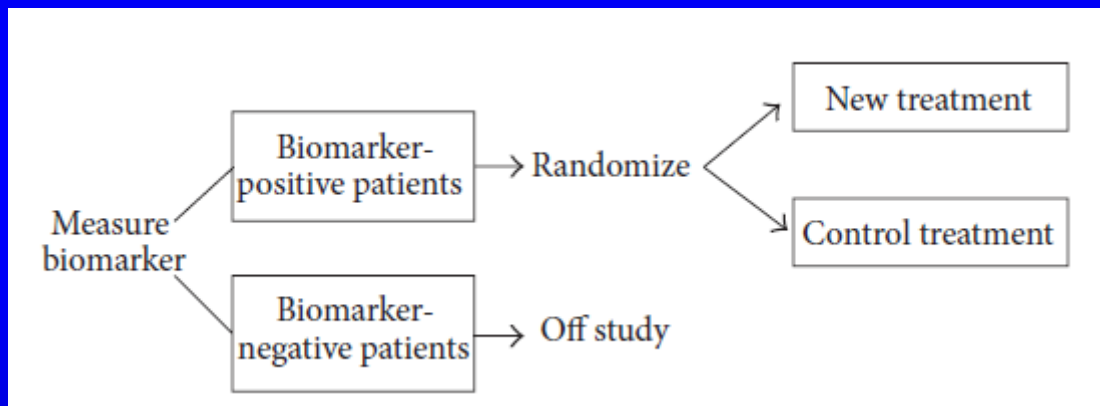 Measure
biomarker
Biomarker-
positive patients
Randomize
New treatment
Control treatment
Biomarker-
negative patients
Off study